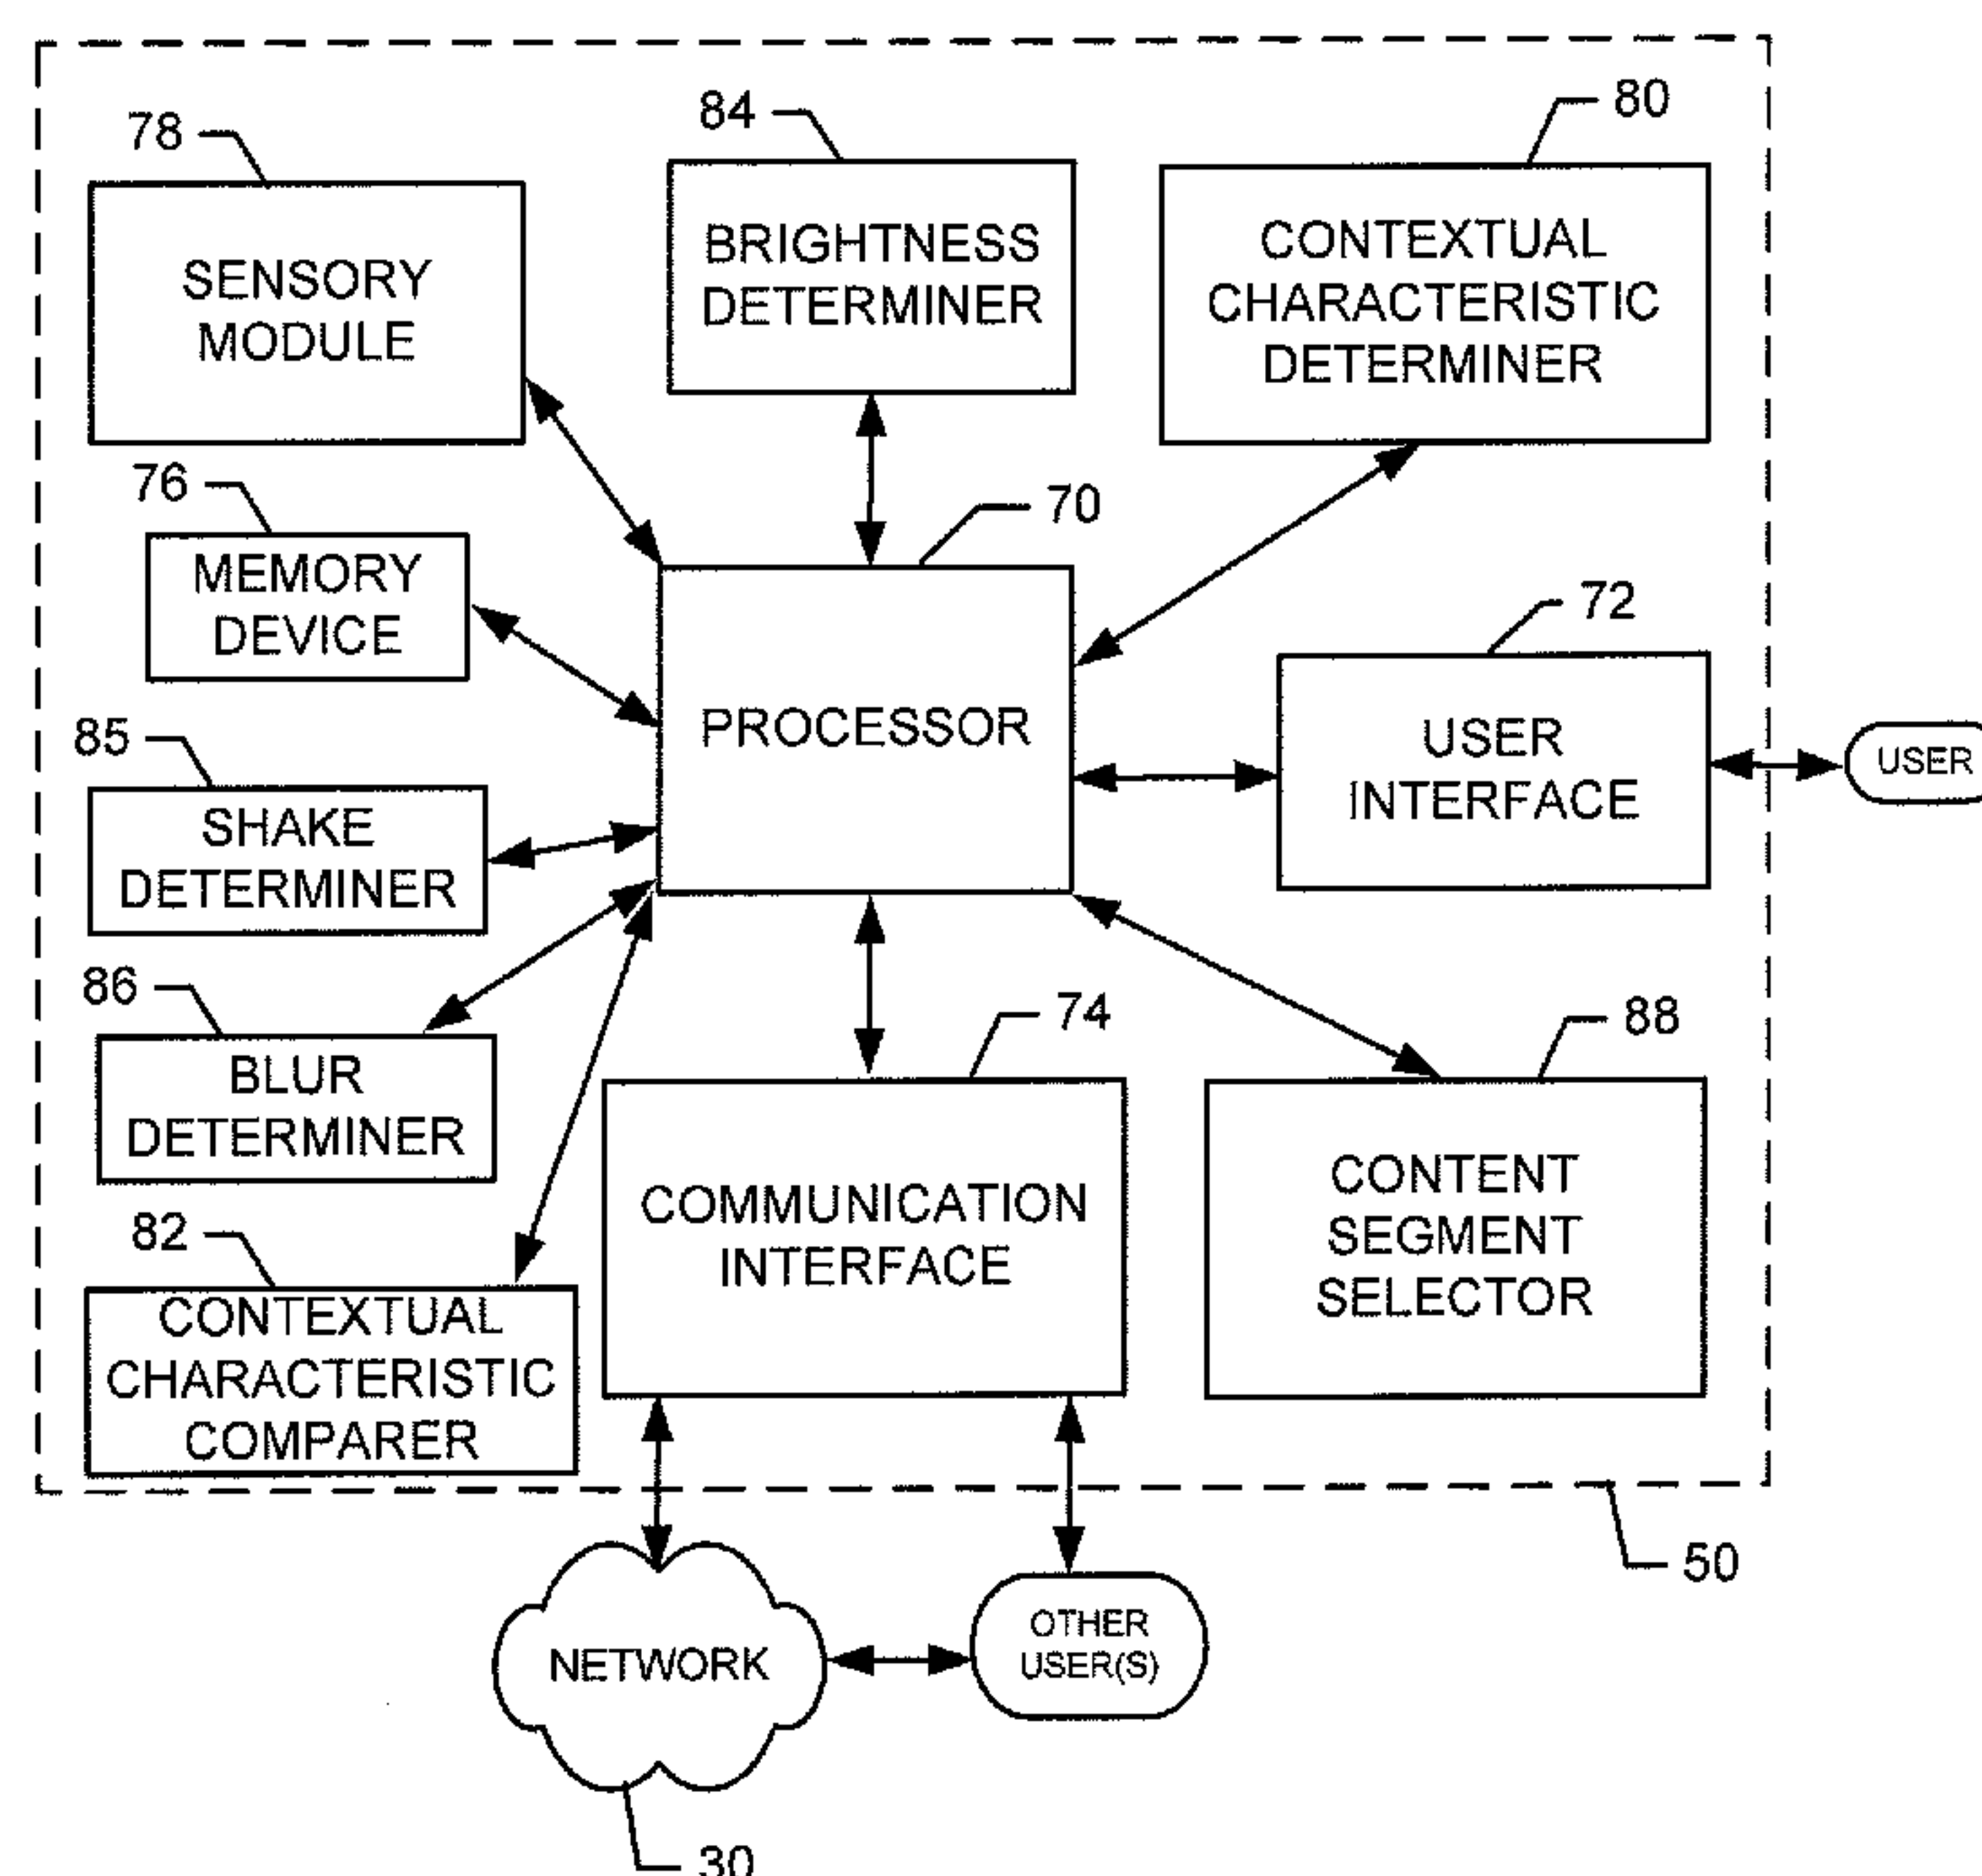 78
84
80
SENSORY
MODULE
BRIGHTNESS
DETERMINER
CONTEXTUAL
CHARACTERISTIC
DETERMINER
76
70
MEMORY
DEVICE
72
PROCESSOR
USER
INTERFACE
USER
85
SHAKE
DETERMINER
86
BLUR
DETERMINER
74
88
COMMUNICATION
INTERFACE
CONTENT
SEGMENT
SELECTOR
82
CONTEXTUAL
CHARACTERISTIC
COMPARER
50
NETWORK
OTHER
USER(S)
30